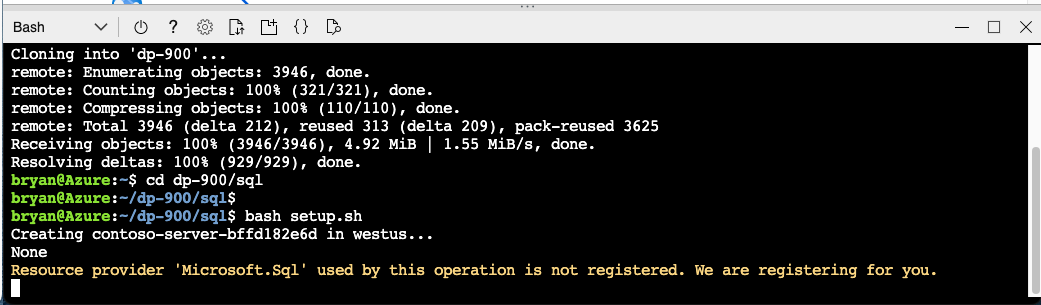 Bash
?
{}
Cloning into 'dp-900'...
remote: Enumerating objects: 3946, done.
remote: Counting objects: 100% (321/321), done.
remote: Compressing objects: 100% (110/110), done.
remote: Total 3946 (delta 212), reused 313 (delta 209), pack-reused 3625
Receiving objects: 100% (3946/3946), 4.92 MiB | 1.55 MiB/s, done.
Resolving deltas: 100% (929/929), done.
bryan@Azure:~$ cd dp-900/sql
bryan@Azure:~/dp-900/sql$
bryan@Azure:~/dp-900/sql$ bash setup.sh
Creating contoso-server-bffd182e6d in westus...
None
Resource provider 'Microsoft.Sql' used by this operation is not registered. We are registering for you.